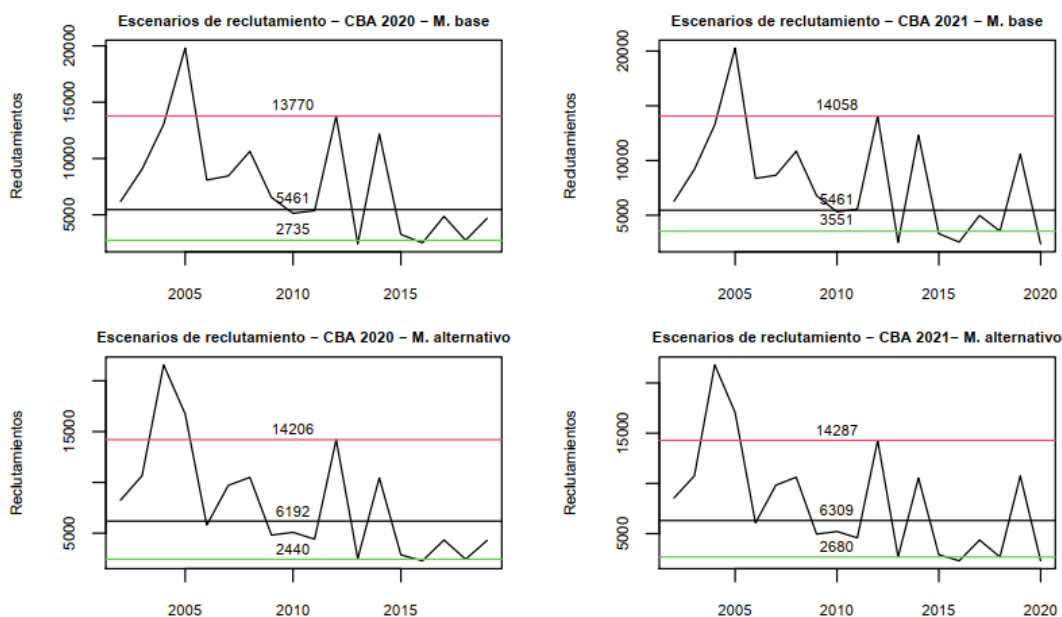 Escenarios de reclutamiento – CBA 2020 – M. base
Reclutamientos
20000
15000
10000
5000
13770
5461
2735
2005 2010 2015
Escenarios de reclutamiento – CBA 2021 – M. base
Reclutamientos
20000
10000
5000
14058
5461
3551
2005 2010 2015 2020
Escenarios de reclutamiento – CBA 2020 – M. alternativo
Reclutamientos
15000
5000
14206
6192
2440
2005 2010 2015
Escenarios de reclutamiento – CBA 2021– M. alternativo
Reclutamientos
15000
5000
14287
6309
2680
2005 2010 2015 2020